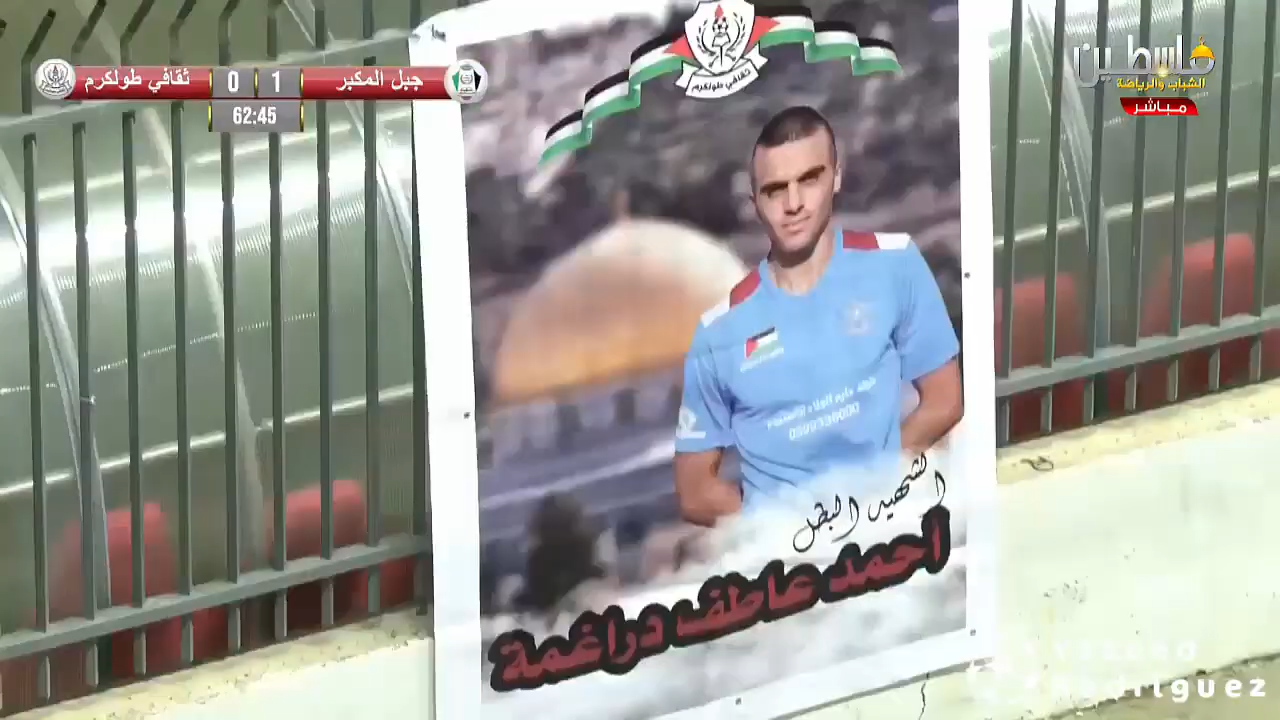 ثقافي طولكرم 0 1 جبل المكبر
62:45
فلسطين
الشباب والرياضة
مباشر
ثقافي طولكرم
الشهيد البطل
احمد عاطف دراغمة